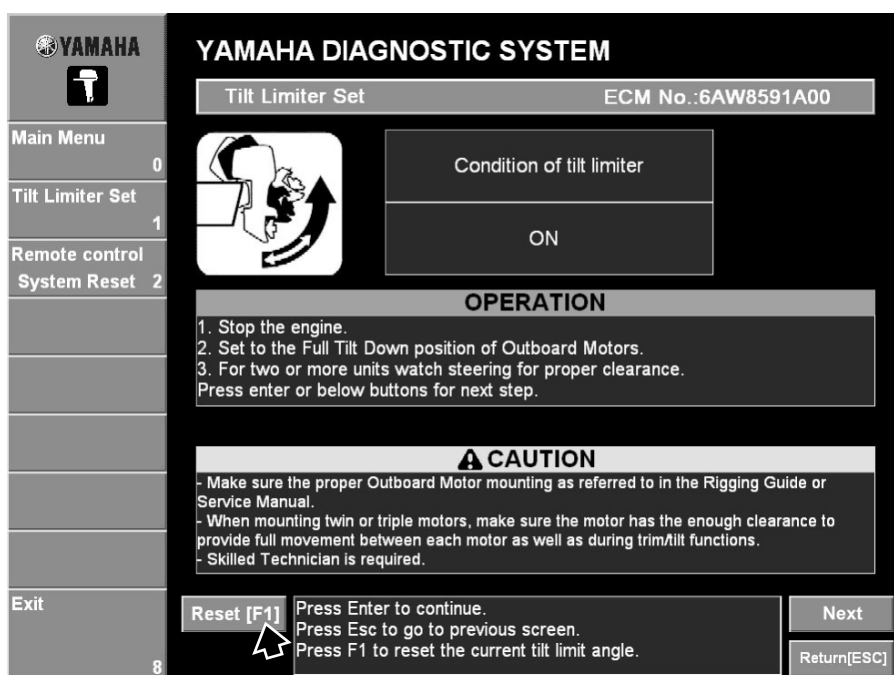 YAMAHA
YAMAHA DIAGNOSTIC SYSTEM
Tilt Limiter Set
ECM No.:6AW8591A00
Main Menu
0
Tilt Limiter Set
1
Remote control
System Reset 2
Condition of tilt limiter
ON
OPERATION
1. Stop the engine.
2. Set to the Full Tilt Down position of Outboard Motors.
3. For two or more units watch steering for proper clearance.
Press enter or below buttons for next step.
CAUTION
- Make sure the proper Outboard Motor mounting as referred to in the Rigging Guide or
Service Manual.
- When mounting twin or triple motors, make sure the motor has the enough clearance to
provide full movement between each motor as well as during trim/tilt functions.
- Skilled Technician is required.
Exit
8
Reset [F1]
Press Enter to continue.
Press Esc to go to previous screen.
Press F1 to reset the current tilt limit angle.
Next
Return[ESC]